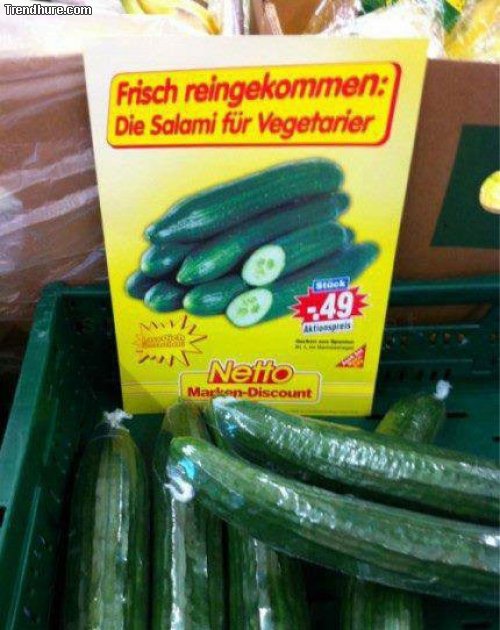 Trendhure.com
Frisch reingekommen:
Die Salami für Vegetarier
Stück
-.49
Aktionspreis
Netto
Marken-Discount